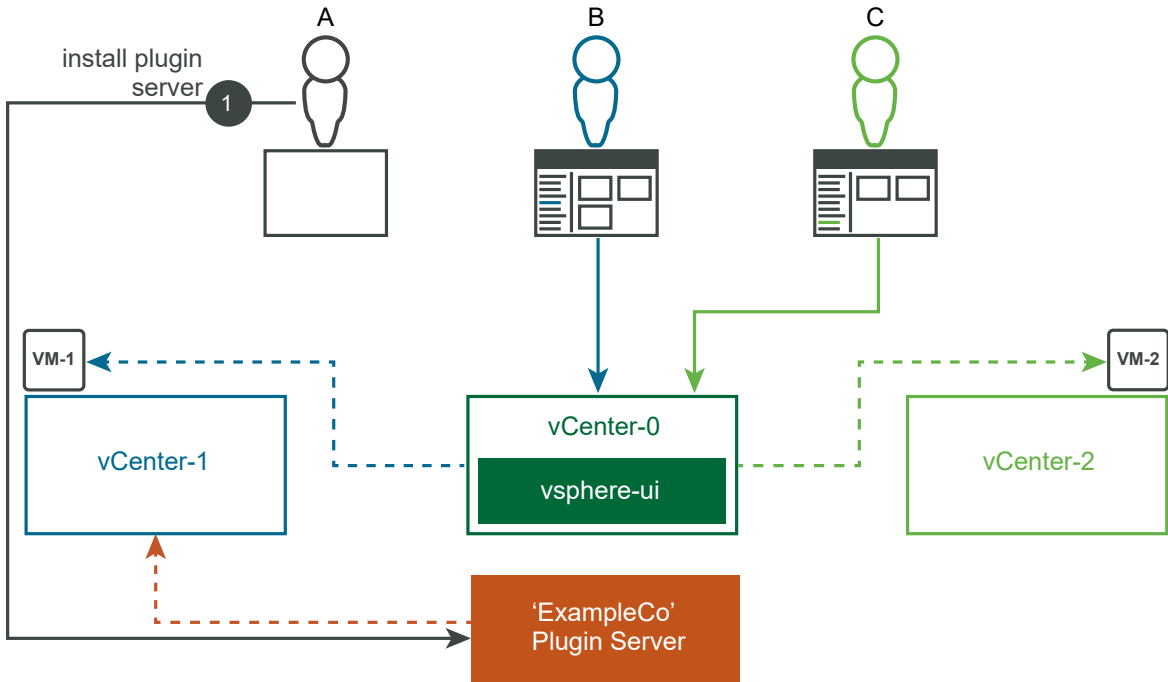 A
B
C
install plugin
server
1
VM-1
VM-2
vCenter-0
vCenter-1
vsphere-ui
vCenter-2
‘ExampleCo’
Plugin Server